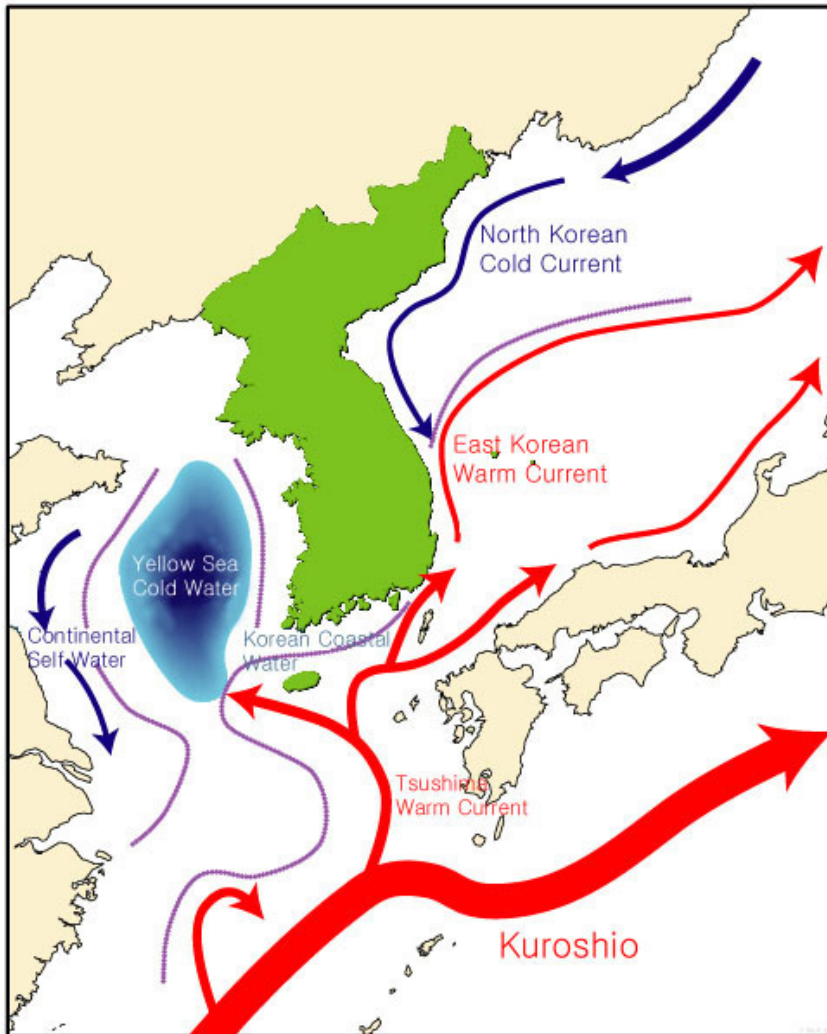 North Korean
Cold Current
East Korean
Warm Current
Yellow Sea
Cold Water
Continental
Self Water
Korean Coastal
Water
Tsushima
Warm Current
Kuroshio